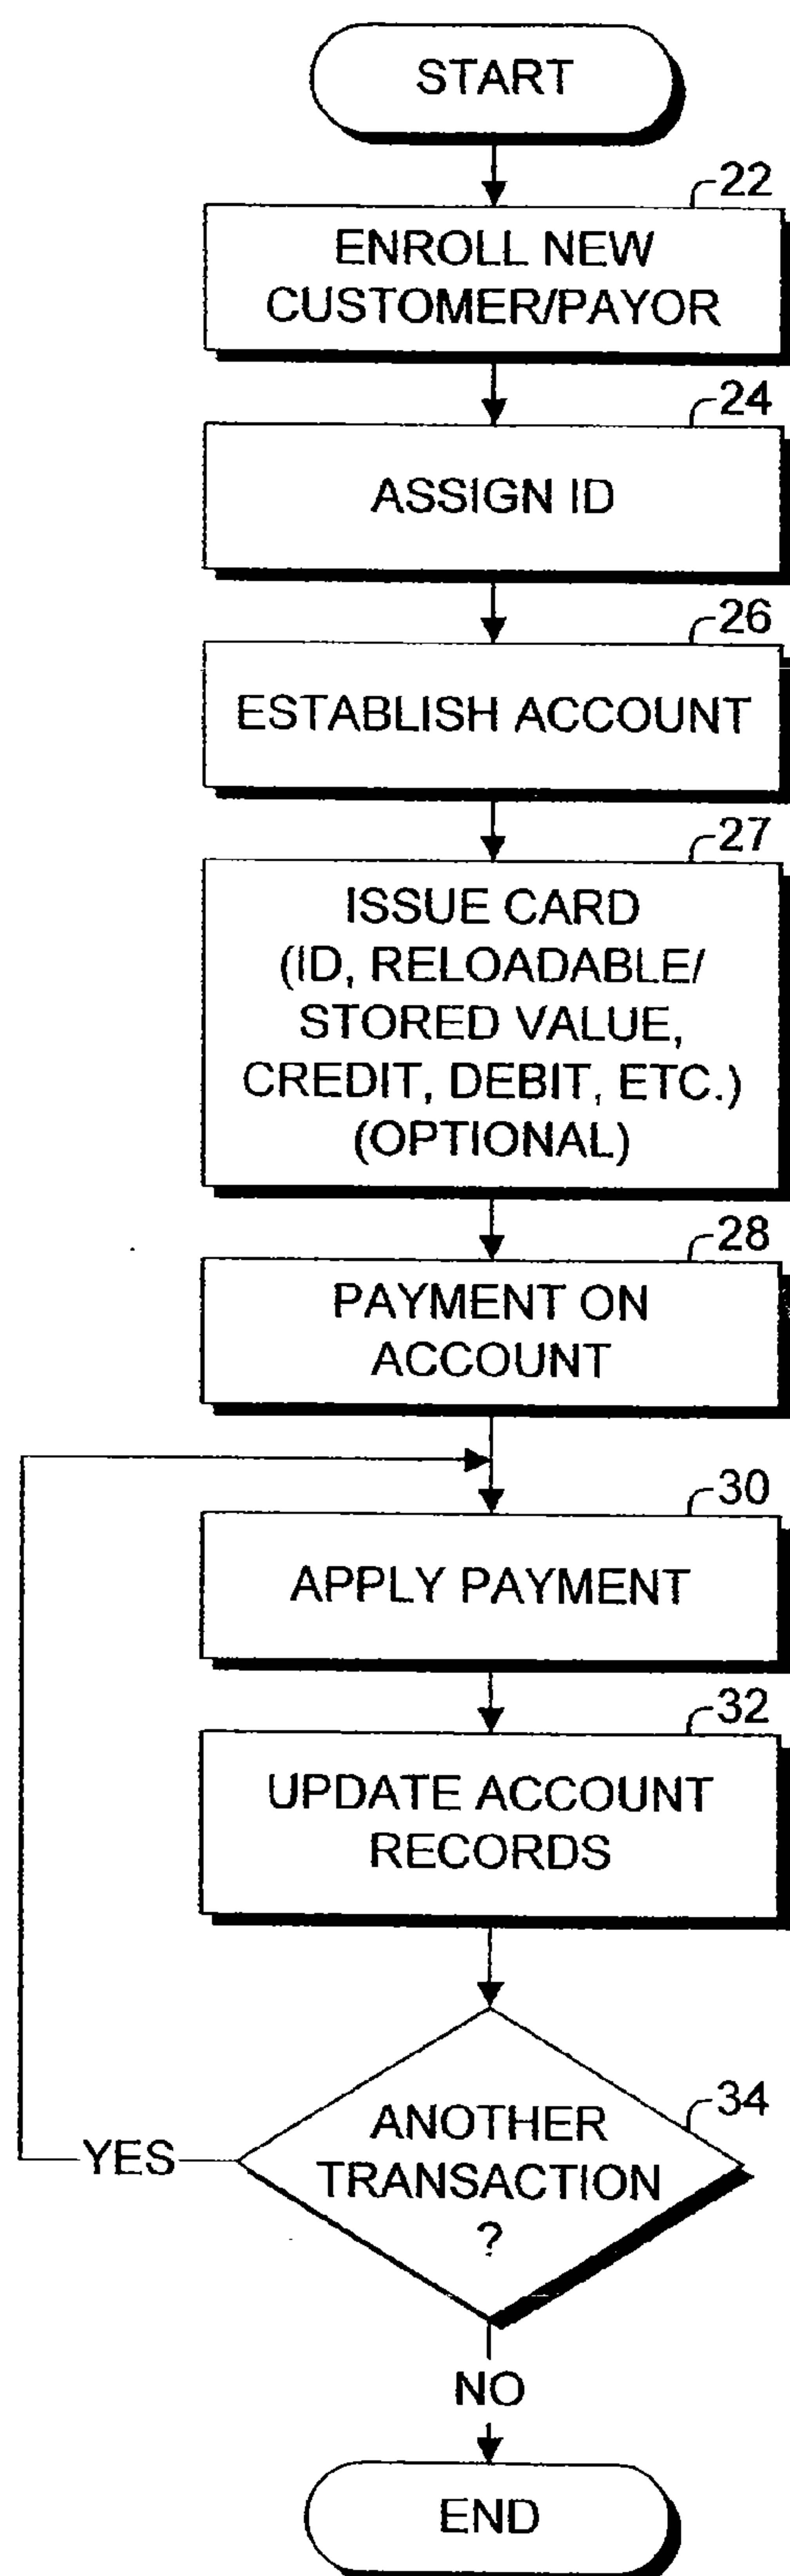 START
22
ENROLL NEW
CUSTOMER/PAYOR
24
ASSIGN ID
26
ESTABLISH ACCOUNT
27
ISSUE CARD
(ID, RELOADABLE/
STORED VALUE,
CREDIT, DEBIT, ETC.)
(OPTIONAL)
28
PAYMENT ON
ACCOUNT
30
APPLY PAYMENT
32
UPDATE ACCOUNT
RECORDS
34
ANOTHER
TRANSACTION
?
YES
NO
END